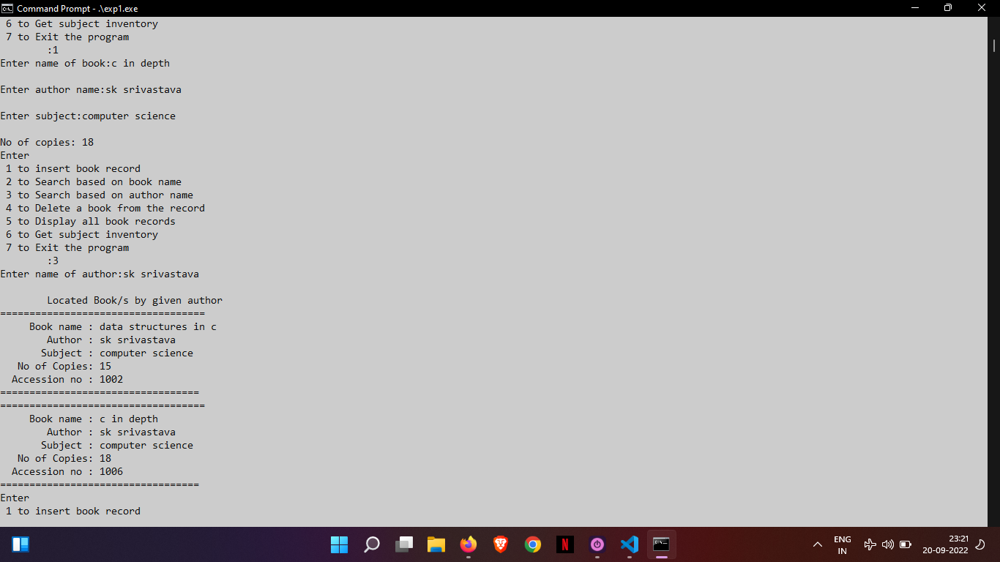 Command Prompt - .\exp1.exe
6 to Get subject inventory
7 to Exit the program
:1
Enter name of book:c in depth
Enter author name:sk srivastava
Enter subject:computer science
No of copies: 18
Enter
1 to insert book record
2 to Search based on book name
3 to Search based on author name
4 to Delete a book from the record
5 to Display all book records
6 to Get subject inventory
7 to Exit the program
:3
Enter name of author:sk srivastava
Located Book/s by given author
===================================
Book name : data structures in c
Author : sk srivastava
Subject : computer science
No of Copies: 15
Accession no : 1002
==================================
===================================
Book name : c in depth
Author : sk srivastava
Subject : computer science
No of Copies: 18
Accession no : 1006
==================================
Enter
1 to insert book record
ENG
IN
23:21
20-09-2022